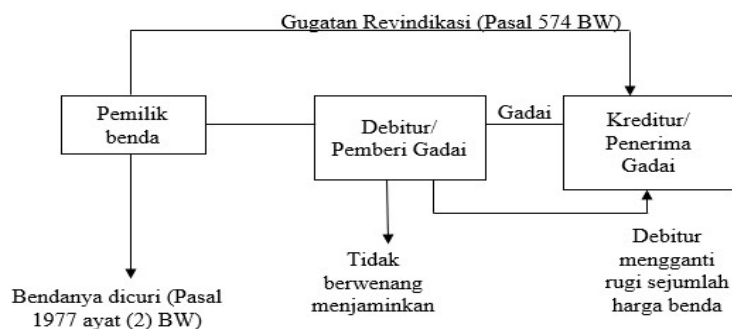 Gugatan Revindikasi (Pasal 574 BW)
Pemilik
benda
Debitur/
Pemberi Gadai
Gadai
Kreditur/
Penerima
Gadai
Bendanya dicuri (Pasal
1977 ayat (2) BW)
Tidak
berwenang
menjaminkan
Debitur
mengganti
rugi sejumlah
harga benda